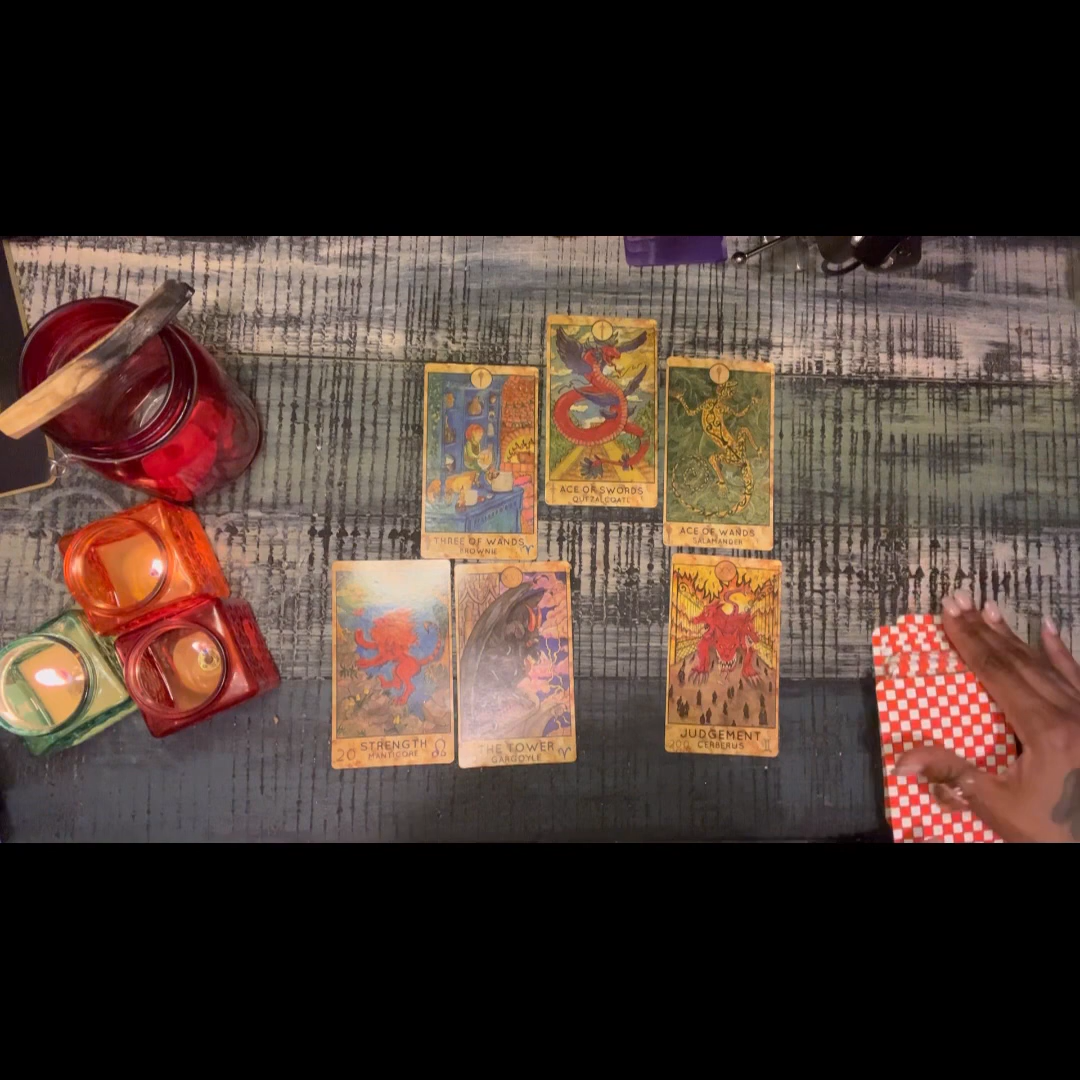 ACE OF SWORDS
QUETZALCOATL
THREE OF WANDS
BROWNIE
ACE OF WANDS
SALAMANDER
STRENGTH
MANTICORE
THE TOWER
GARGOYLE
JUDGEMENT
CERBERUS